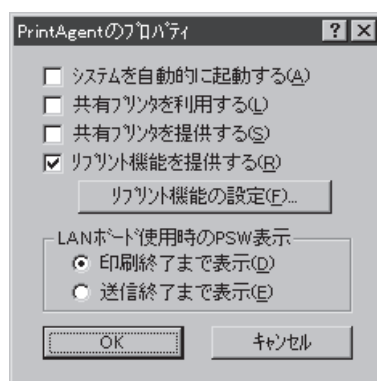 PrintAgentのﾌﾟﾛﾊﾟﾃｨ
ｼｽﾃﾑを自動的に起動する(A)
共有ﾌﾟﾘﾝﾀを利用する(L)
共有ﾌﾟﾘﾝﾀを提供する(S)
ﾘﾌﾟﾘﾝﾄ機能を提供する(R)
ﾘﾌﾟﾘﾝﾄ機能の設定(F)...
LANﾎﾞｰﾄﾞ使用時のPSW表示
印刷終了まで表示(D)
送信終了まで表示(E)
OK ｷｬﾝｾﾙ